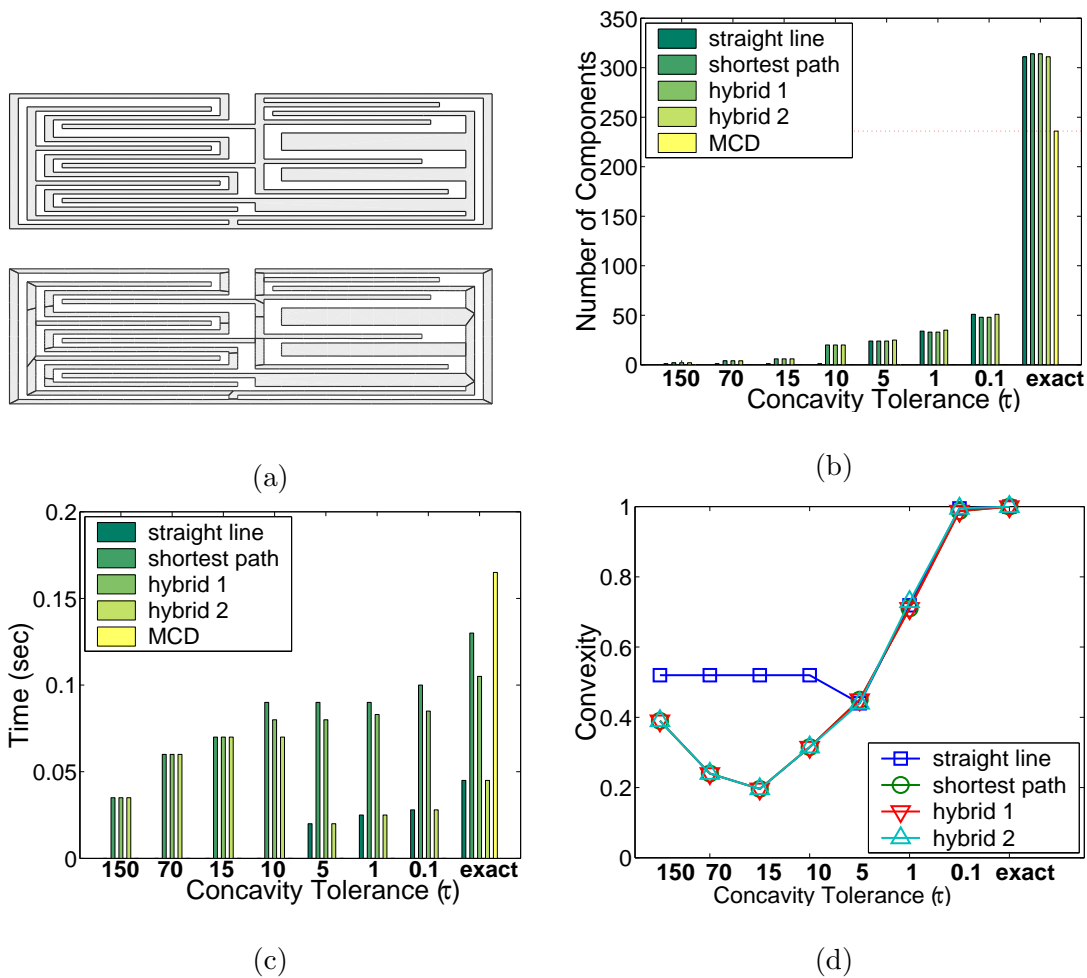 (a)
350
300
250
200
150
100
50
0
Number of Components
straight line
shortest path
hybrid 1
hybrid 2
MCD
150 70 15 10 5 1 0.1 exact
Concavity Tolerance (τ)
(b)
0.2
0.15
0.1
0.05
0
Time (sec)
straight line
shortest path
hybrid 1
hybrid 2
MCD
150 70 15 10 5 1 0.1 exact
Concavity Tolerance (τ)
(c)
1
0.8
0.6
0.4
0.2
0
Convexity
straight line
shortest path
hybrid 1
hybrid 2
150 70 15 10 5 1 0.1 exact
Concavity Tolerance (τ)
(d)